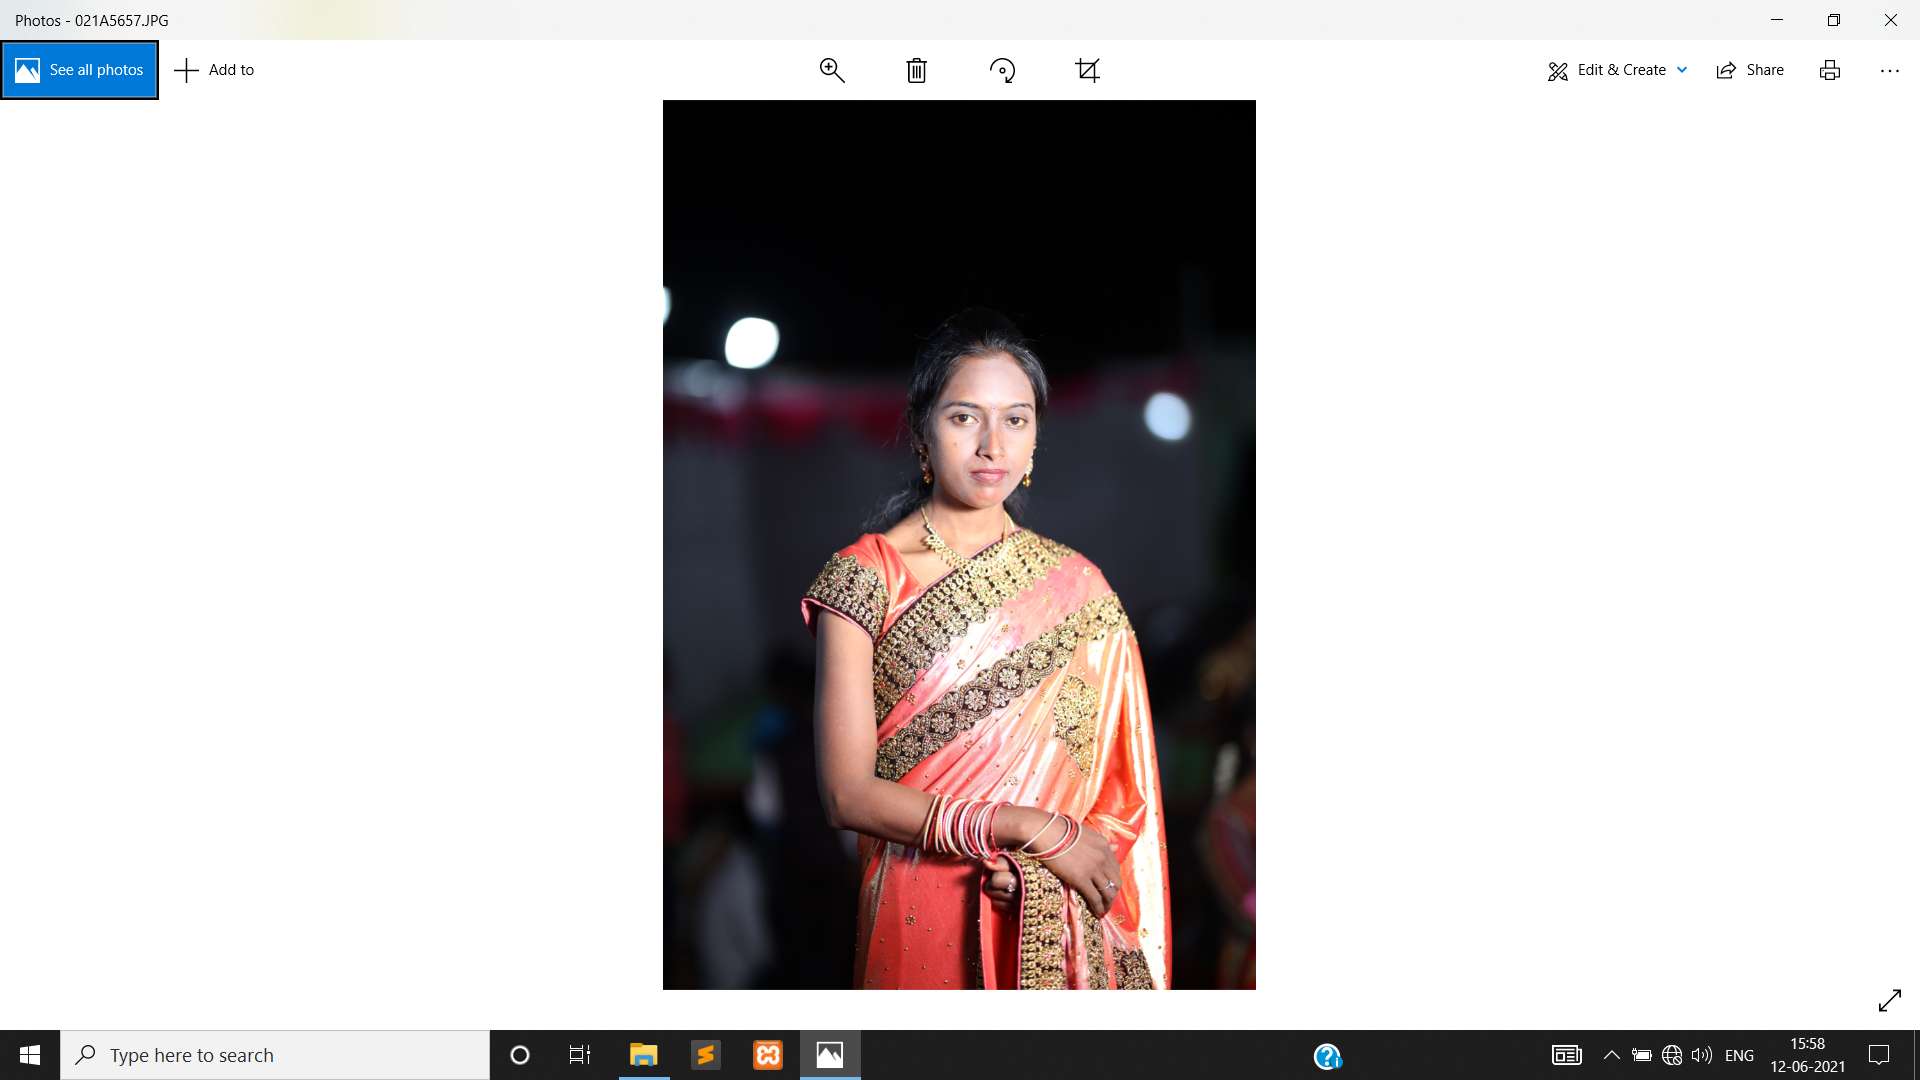 Photos - 021A5657.JPG
See all photos
Add to
Edit & Create
Share
Type here to search
ENG
15:58
12-06-2021